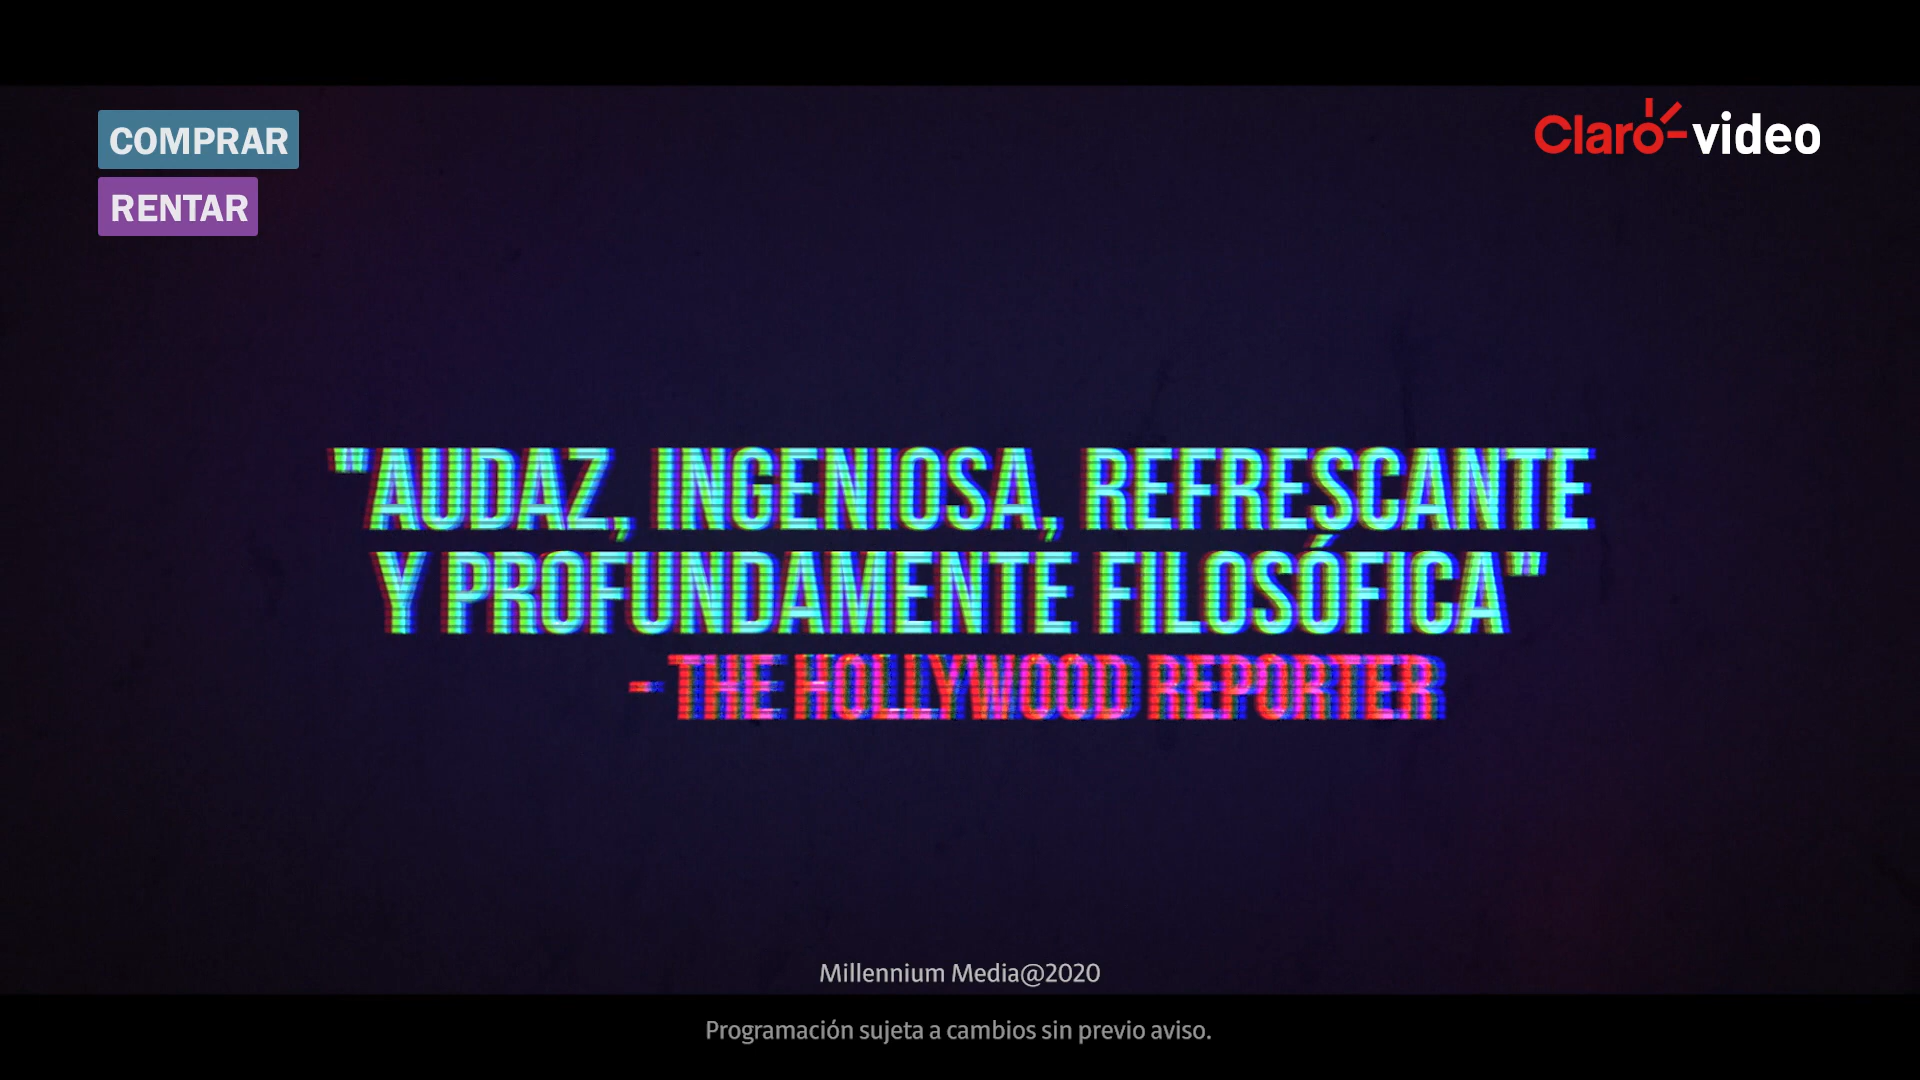 COMPRAR
RENTAR
Claro video
"AUDAZ, INGENIOSA, REFRESCANTE
Y PROFUNDAMENTE FILOSÓFICA"
- THE HOLLYWOOD REPORTER
Millennium Media@2020
Programación sujeta a cambios sin previo aviso.